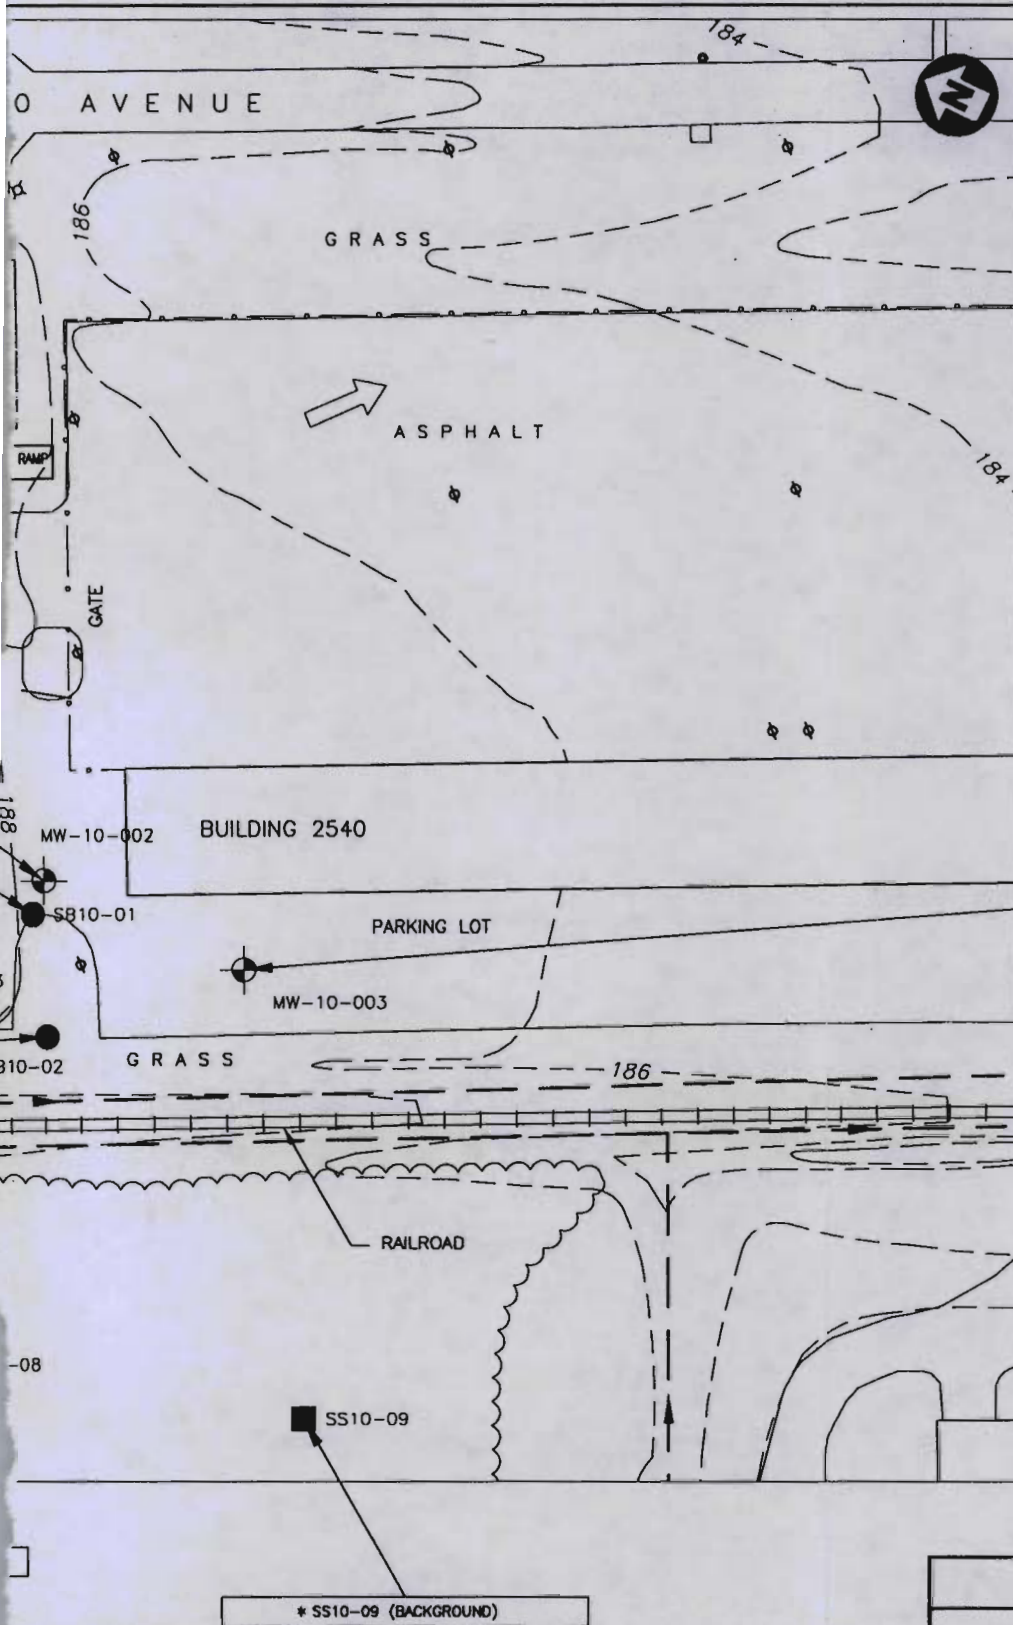 184
O AVENUE
N
186
GRASS
ASPHALT
RAMP
184
GATE
188
MW-10-002
BUILDING 2540
SB10-01
PARKING LOT
MW-10-003
310-02
GRASS
186
RAILROAD
-08
SS10-09
* SS10-09 (BACKGROUND)